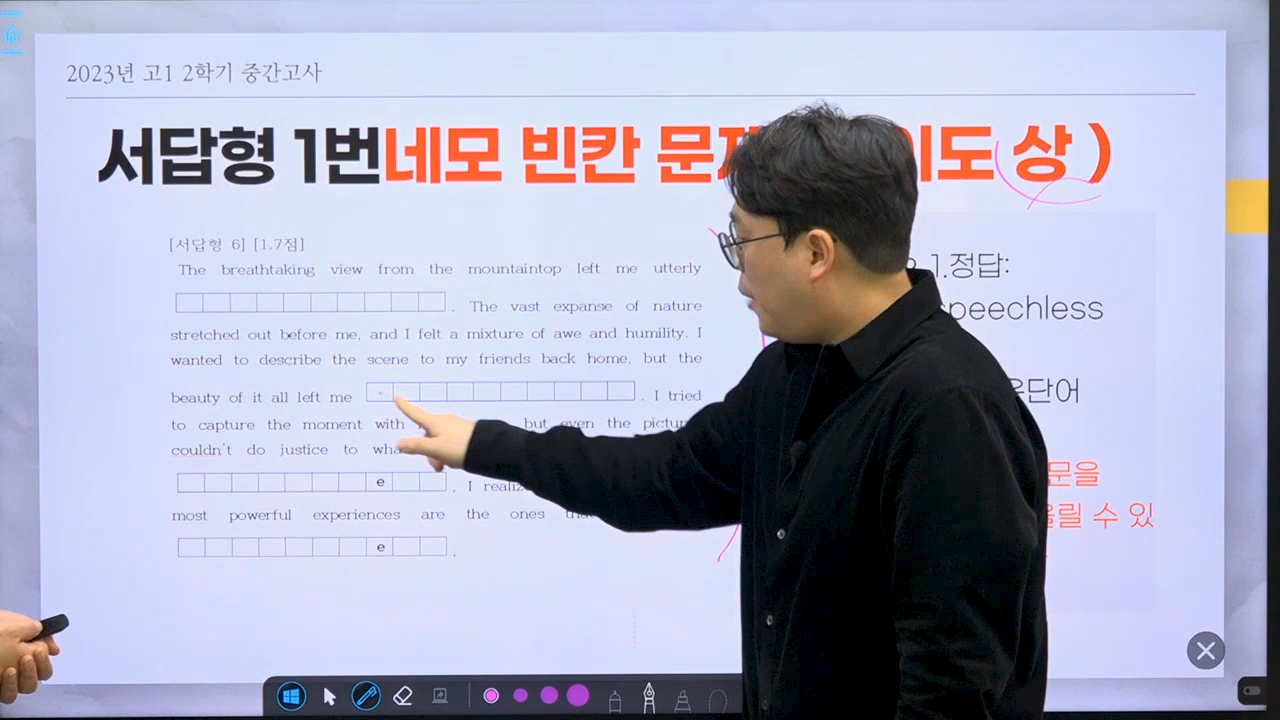 2023년 고1 2학기 중간고사
서답형 1번네모 빈칸 문 이도 상 )
[서답형 6] [1.7점]
The breathtaking view from the mountaintop left me utterly
. The vast expanse of nature
stretched out before me, and I felt a mixture of awe and humility. I
wanted to describe the scene to my friends back home, but the
beauty of it all left me . I tried
to capture the moment with but even the
couldn't do justice to
e . I
most powerful experiences are the ones
e .
1.정답:
speechless
단어
문을
릴 수 있